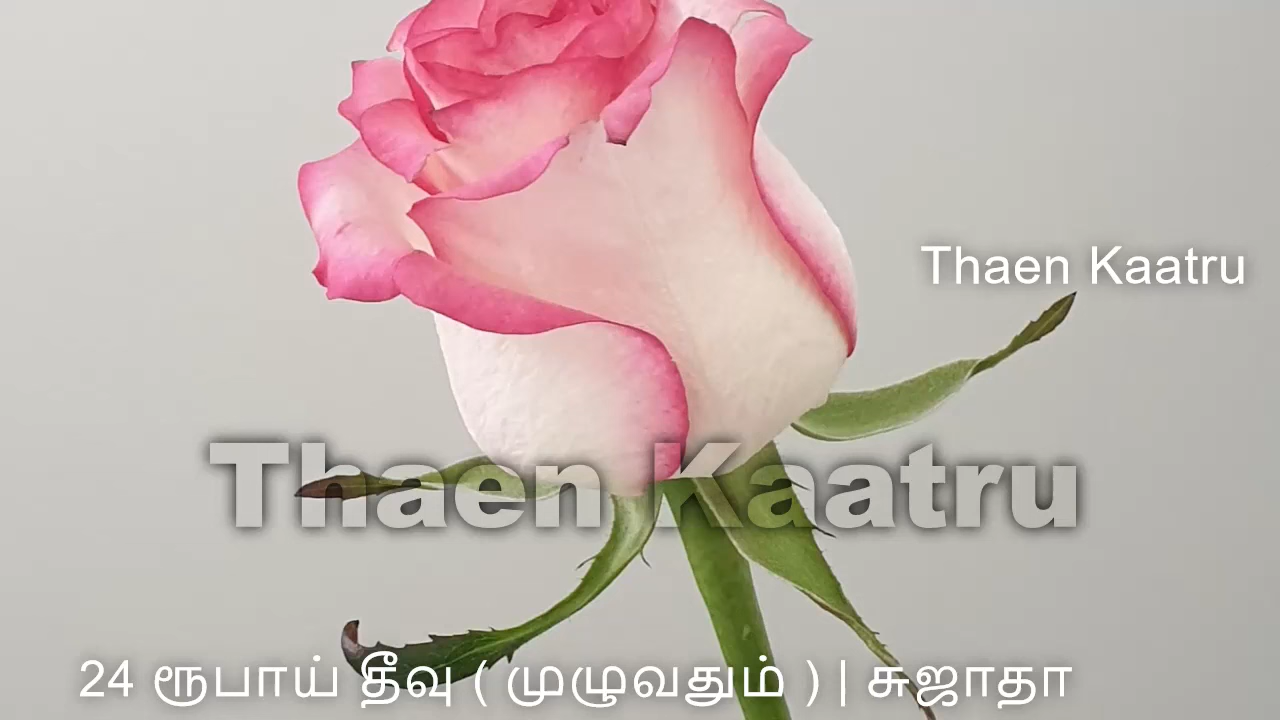 Thaen Kaatru
Thaen Kaatru
24 ரூபாய் தீவு ( முழுவதும் ) | சுஜாதா